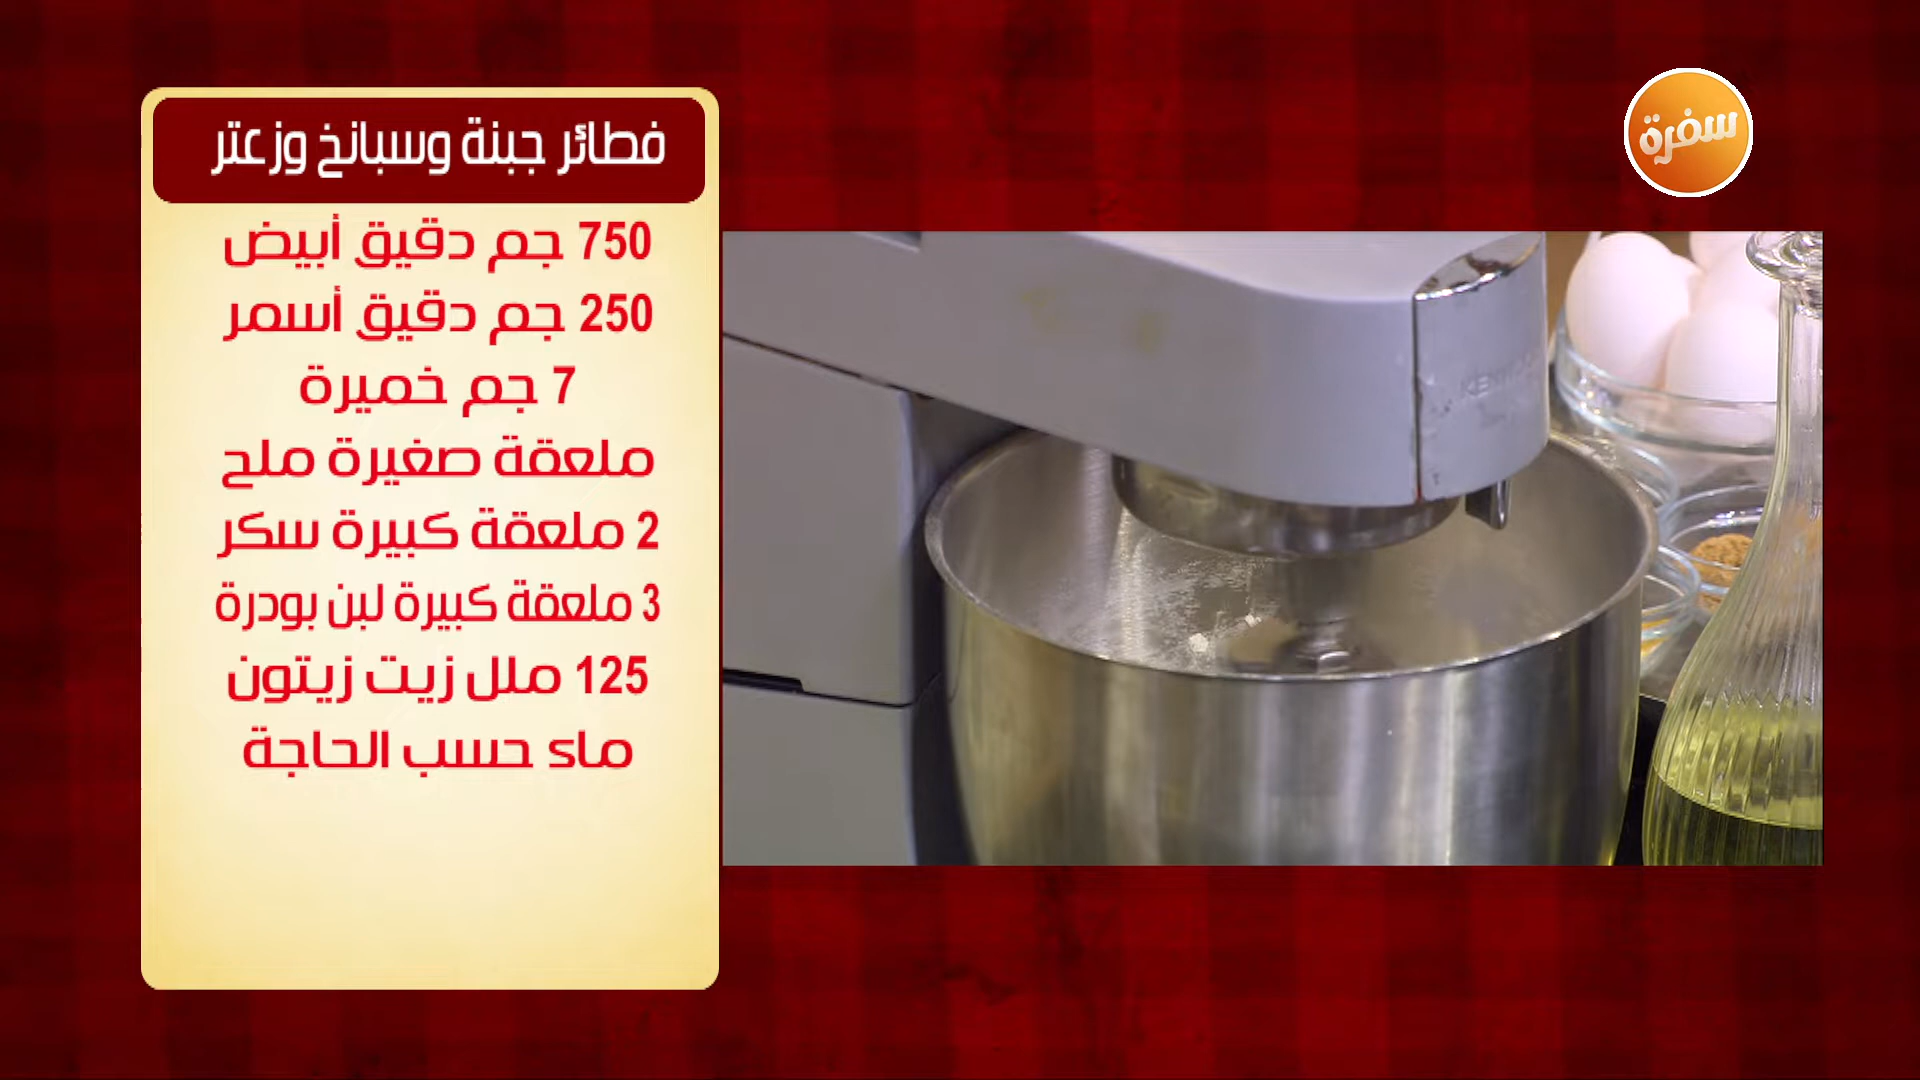 فطائر جبنة وسبانخ وزعتر
750 جم دقيق أبيض
250 جم دقيق أسمر
7 جم خميرة
ملعقة صغيرة ملح
2 ملعقة كبيرة سكر
3 ملعقة كبيرة لبن بودرة
125 ملل زيت زيتون
ماء حسب الحاجة
سفرة